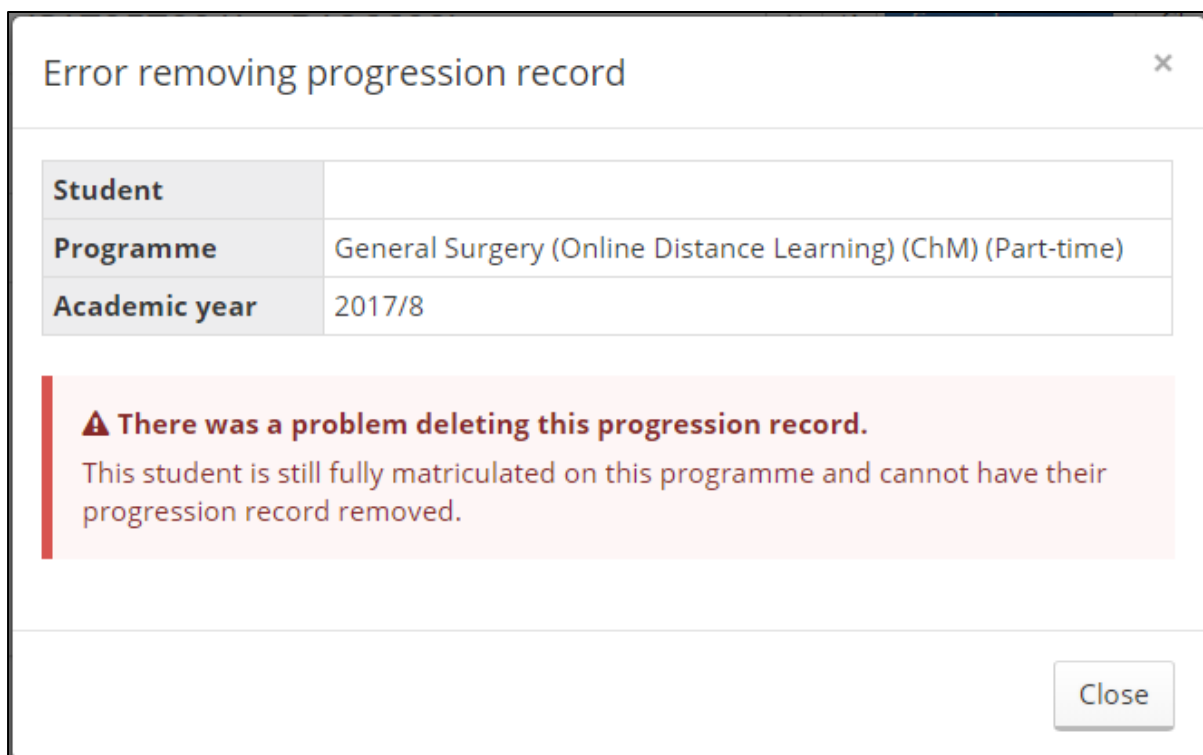 Error removing progression record ×
Student
Programme General Surgery (Online Distance Learning) (ChM) (Part-time)
Academic year 2017/8
There was a problem deleting this progression record.
This student is still fully matriculated on this programme and cannot have their
progression record removed.
Close